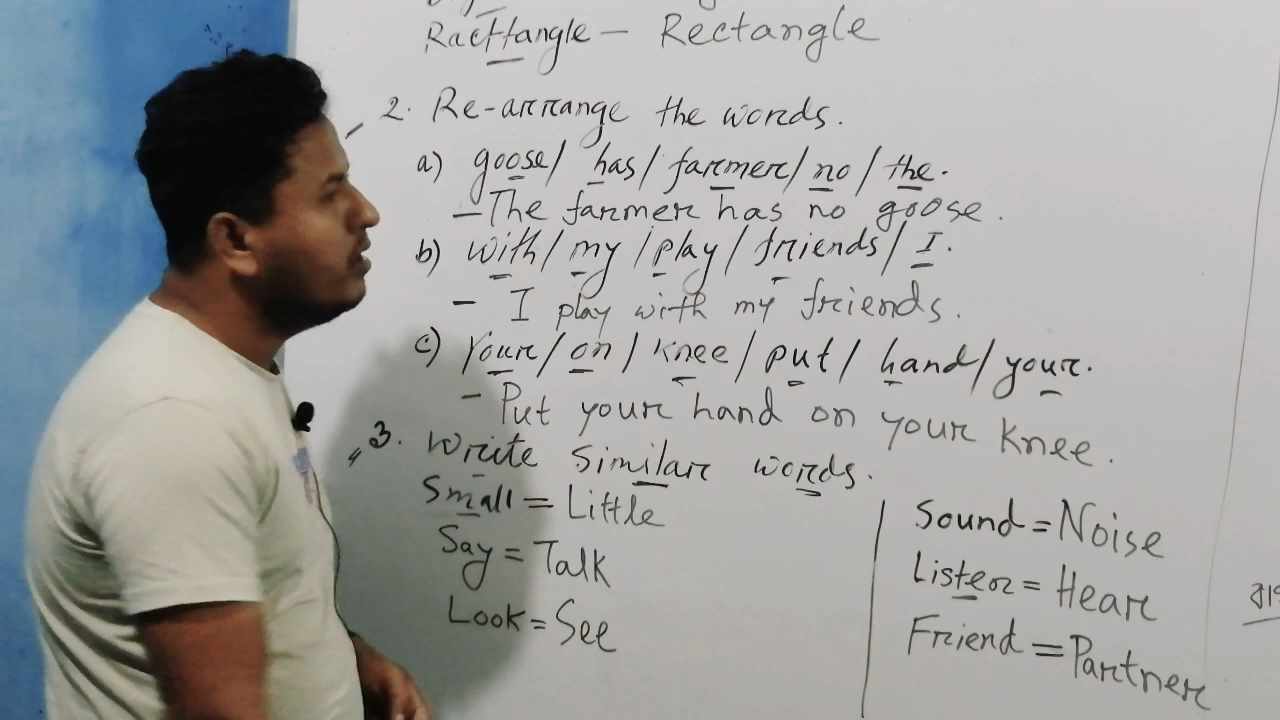 Racttangle – Rectangle
2. Re-arrange the words.
a) goose/ has/ farmer/ no/ the.
– The farmer has no goose.
b) with/ my /play/ friends/ I.
– I play with my friends.
c) Your/ on/ knee/ put/ hand/ your.
– Put your hand on your knee.
3. Write similar words.
Small = Little
Say = Talk
Look = See
Sound = Noise
Listen = Hear
Friend = Partner